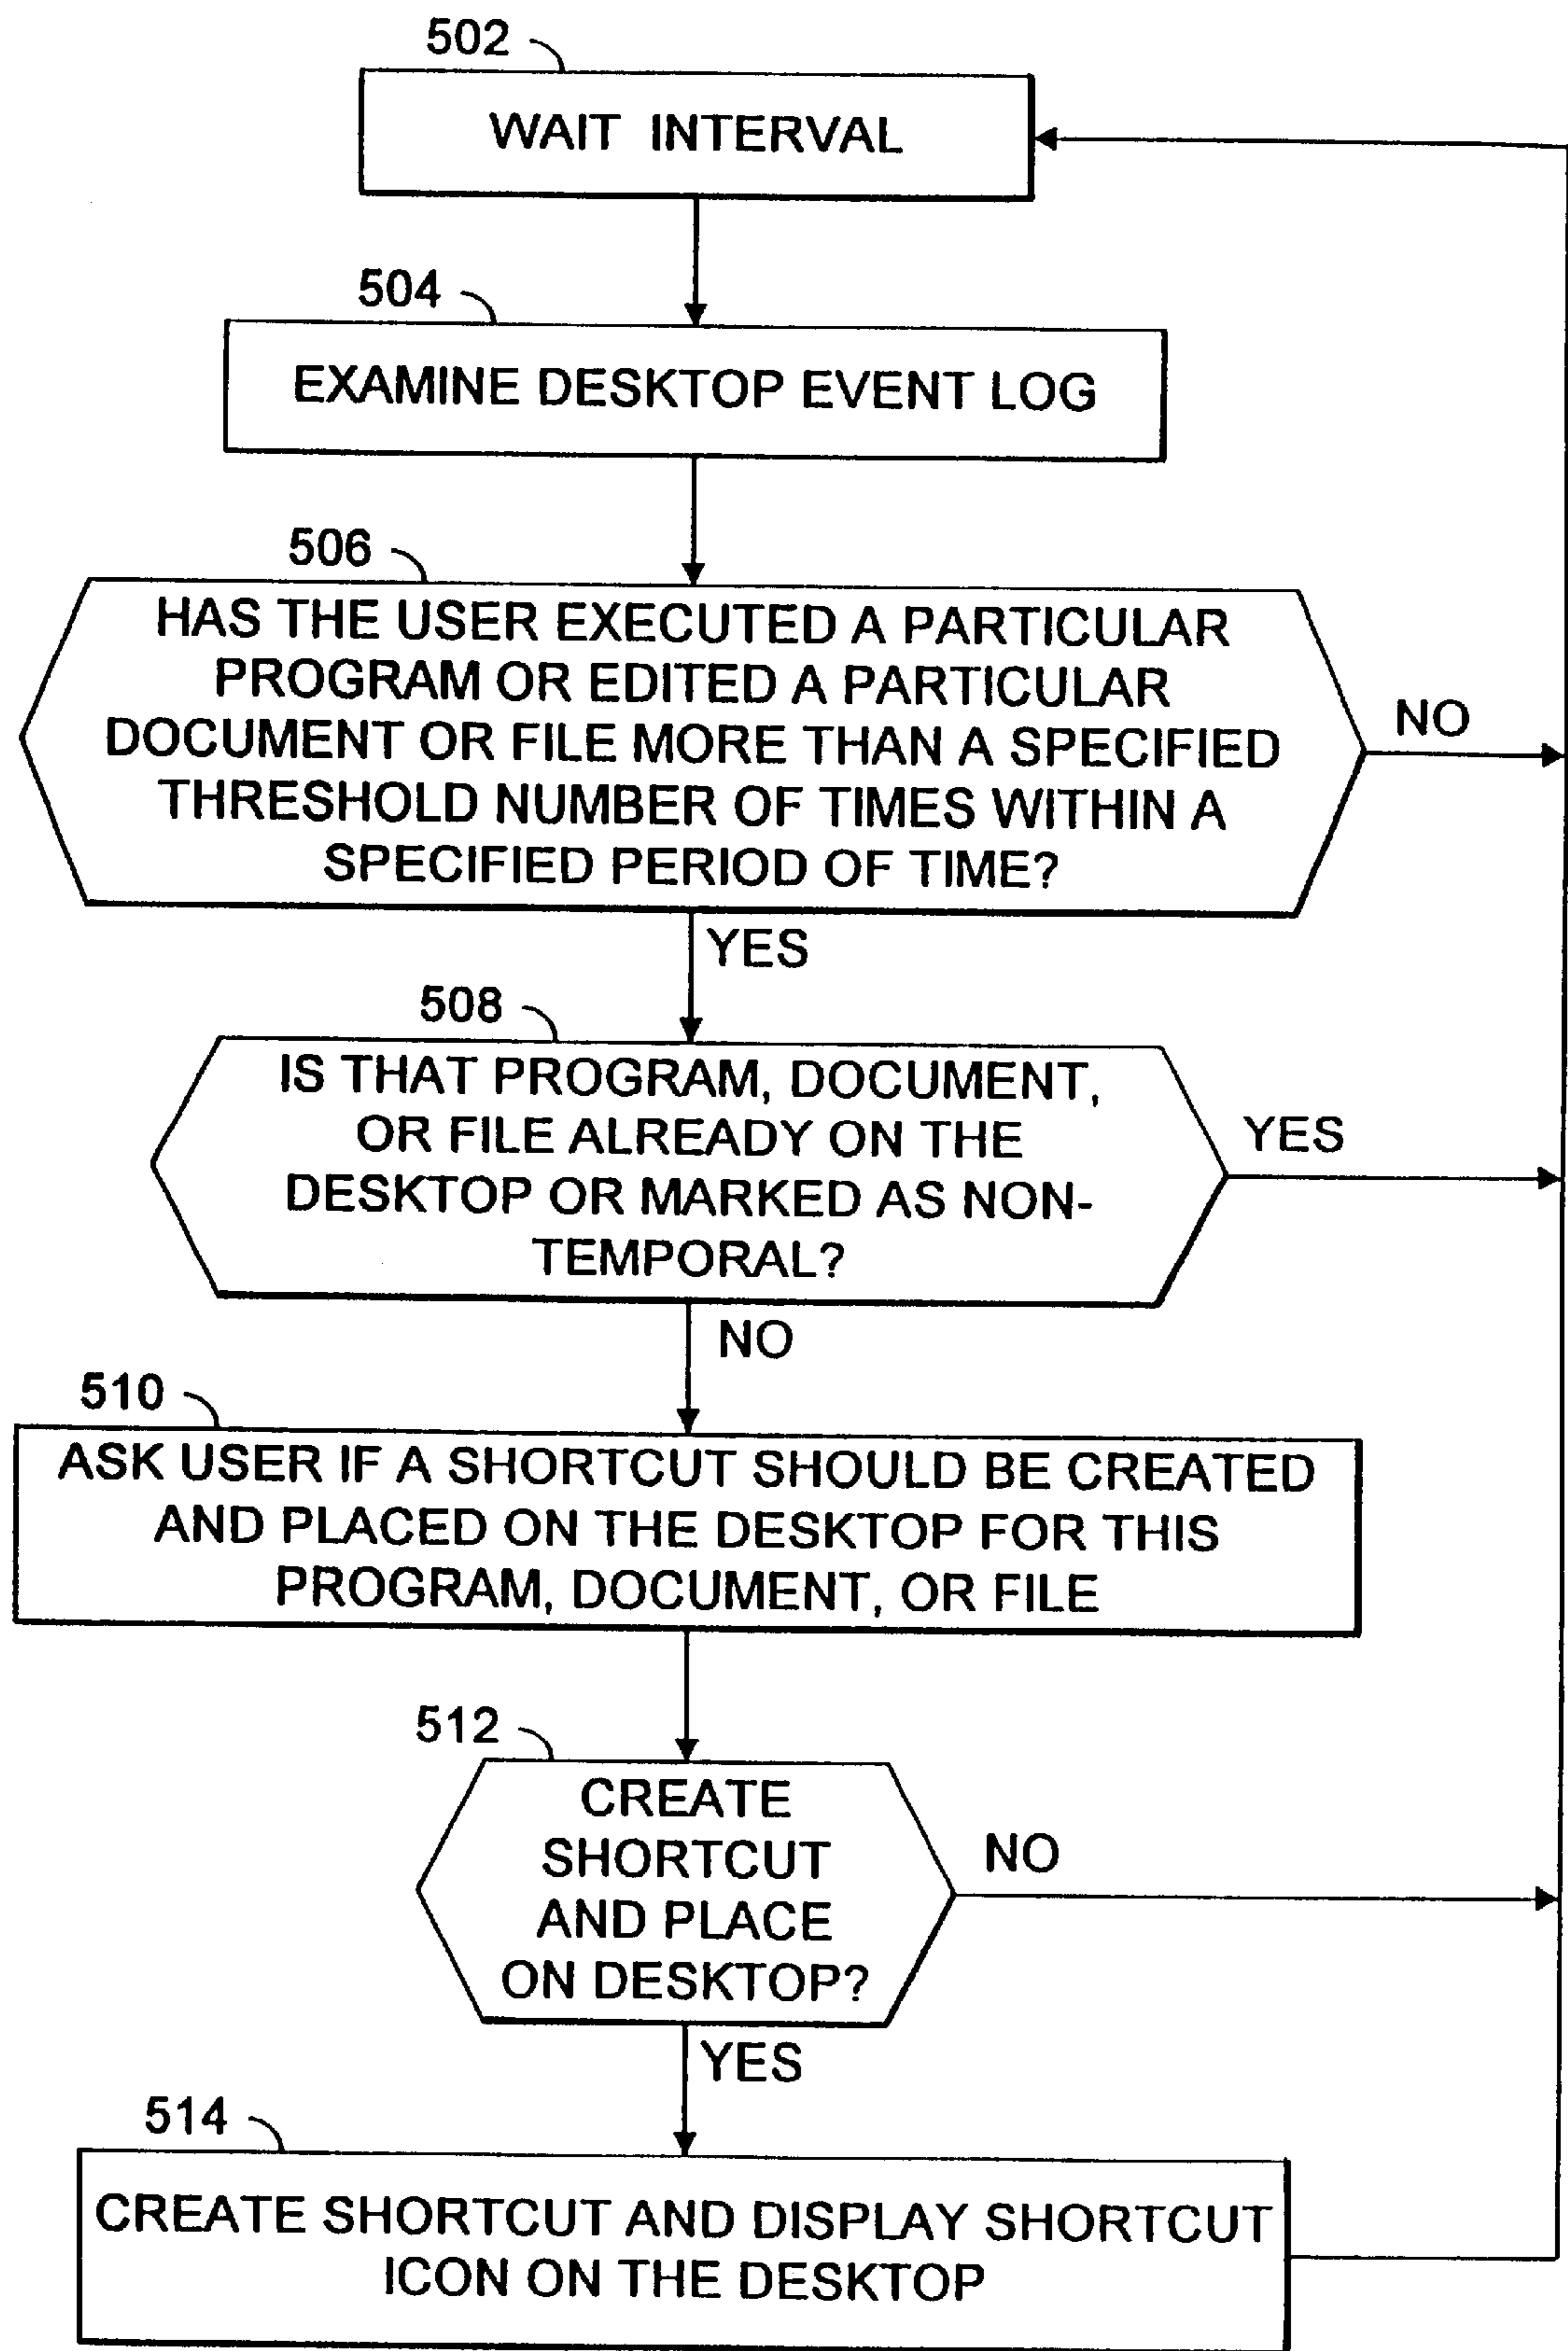 502
WAIT INTERVAL
504
EXAMINE DESKTOP EVENT LOG
506
HAS THE USER EXECUTED A PARTICULAR
PROGRAM OR EDITED A PARTICULAR
DOCUMENT OR FILE MORE THAN A SPECIFIED
THRESHOLD NUMBER OF TIMES WITHIN A
SPECIFIED PERIOD OF TIME?
NO
YES
508
IS THAT PROGRAM, DOCUMENT,
OR FILE ALREADY ON THE
DESKTOP OR MARKED AS NON-
TEMPORAL?
YES
NO
510
ASK USER IF A SHORTCUT SHOULD BE CREATED
AND PLACED ON THE DESKTOP FOR THIS
PROGRAM, DOCUMENT, OR FILE
512
CREATE
SHORTCUT
AND PLACE
ON DESKTOP?
NO
YES
514
CREATE SHORTCUT AND DISPLAY SHORTCUT
ICON ON THE DESKTOP